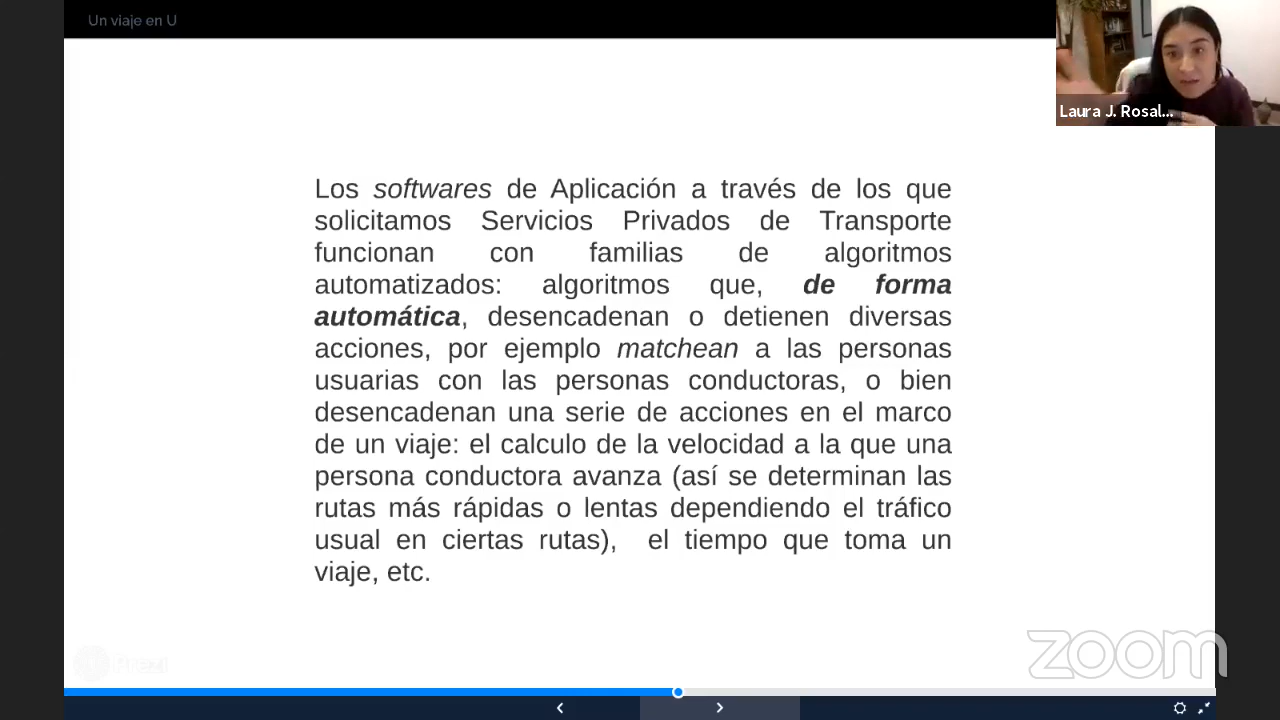 Un viaje en U
Laura J. Rosal...
Los softwares de Aplicación a través de los que
solicitamos Servicios Privados de Transporte
funcionan con familias de algoritmos
automatizados: algoritmos que, de forma
automática, desencadenan o detienen diversas
acciones, por ejemplo matchean a las personas
usuarias con las personas conductoras, o bien
desencadenan una serie de acciones en el marco
de un viaje: el calculo de la velocidad a la que una
persona conductora avanza (así se determinan las
rutas más rápidas o lentas dependiendo el tráfico
usual en ciertas rutas), el tiempo que toma un
viaje, etc.
Prezi
zoom